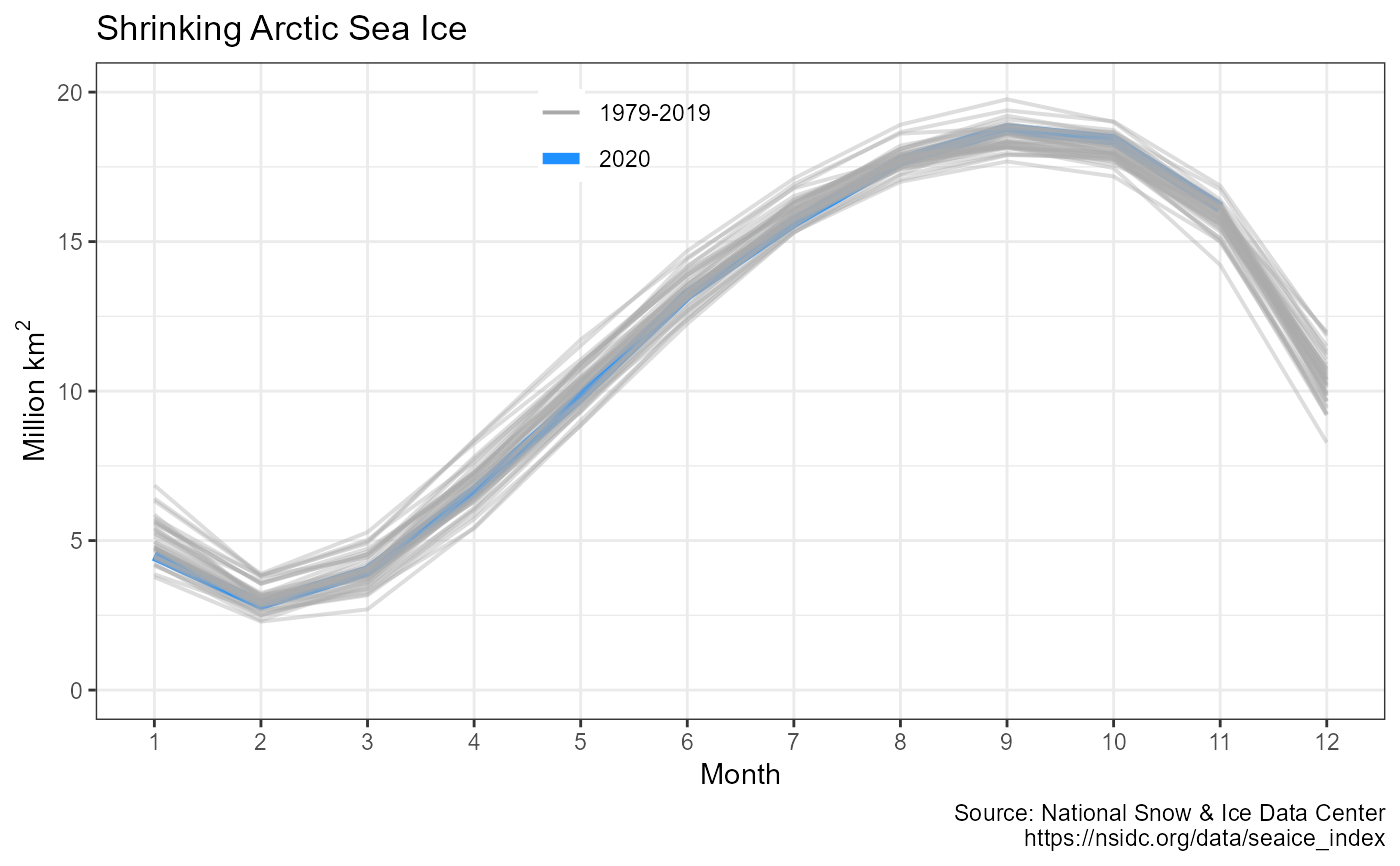 Shrinking Arctic Sea Ice
20
15
10
5
0
Million km²
1979-2019
2020
1 2 3 4 5 6 7 8 9 10 11 12
Month
Source: National Snow & Ice Data Center
https://nsidc.org/data/seaice_index